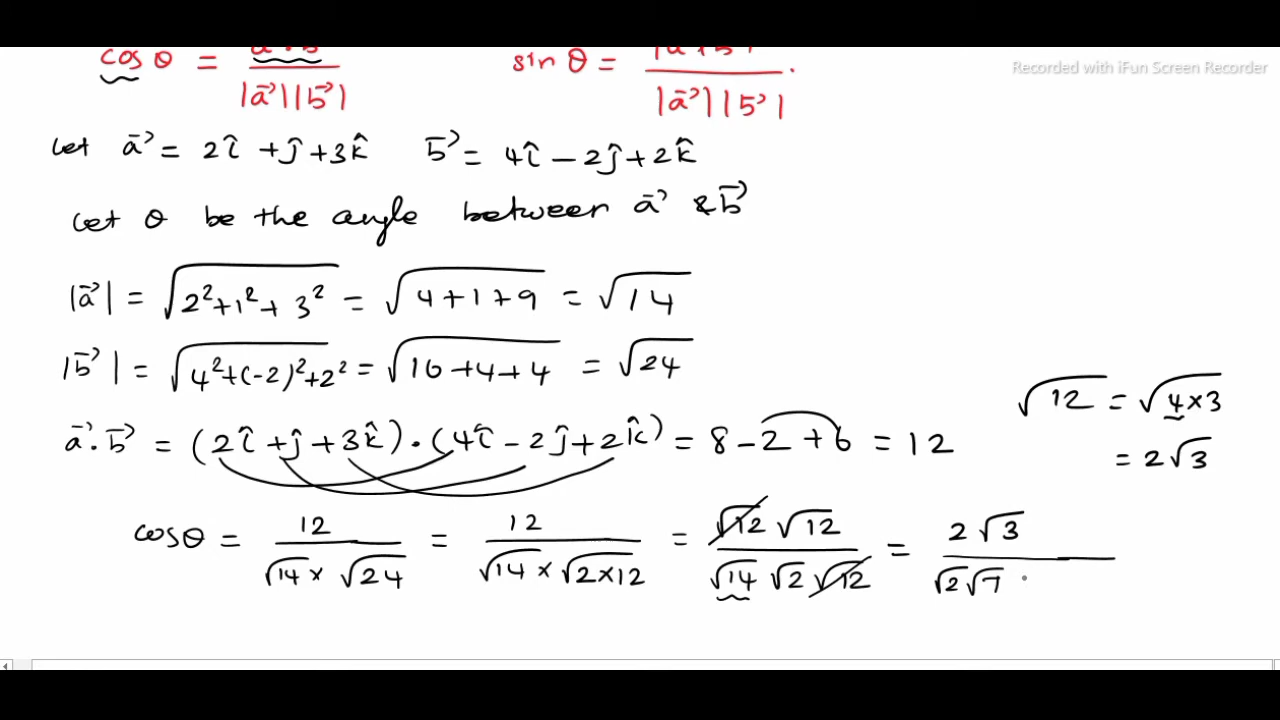 cos θ = a⃗ · b⃗ / |a⃗| |b⃗|    sin θ = |a⃗ × b⃗| / |a⃗| |b⃗| .
Recorded with iFun Screen Recorder
Let a⃗ = 2î + ĵ + 3k̂    b⃗ = 4î − 2ĵ + 2k̂
Let θ be the angle between a⃗ & b⃗
|a⃗| = √(2² + 1² + 3²) = √(4 + 1 + 9) = √14
|b⃗| = √(4² + (−2)² + 2²) = √(16 + 4 + 4) = √24
√12 = √(4×3)
= 2√3
a⃗ . b⃗ = (2î + ĵ + 3k̂) · (4î − 2ĵ + 2k̂) = 8 − 2 + 6 = 12
cosθ = 12 / √14 × √24 = 12 / √14 × √(2×12) = √12 √12 / √14 √2 √12 = 2√3 / √2 √7